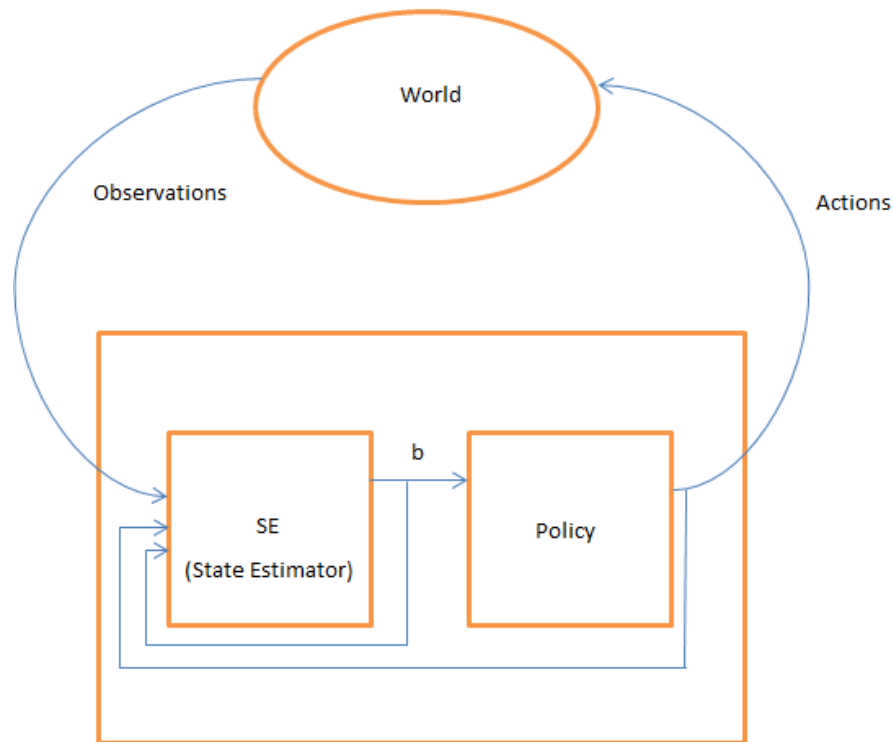 World
Observations
Actions
b
SE
(State Estimator)
Policy